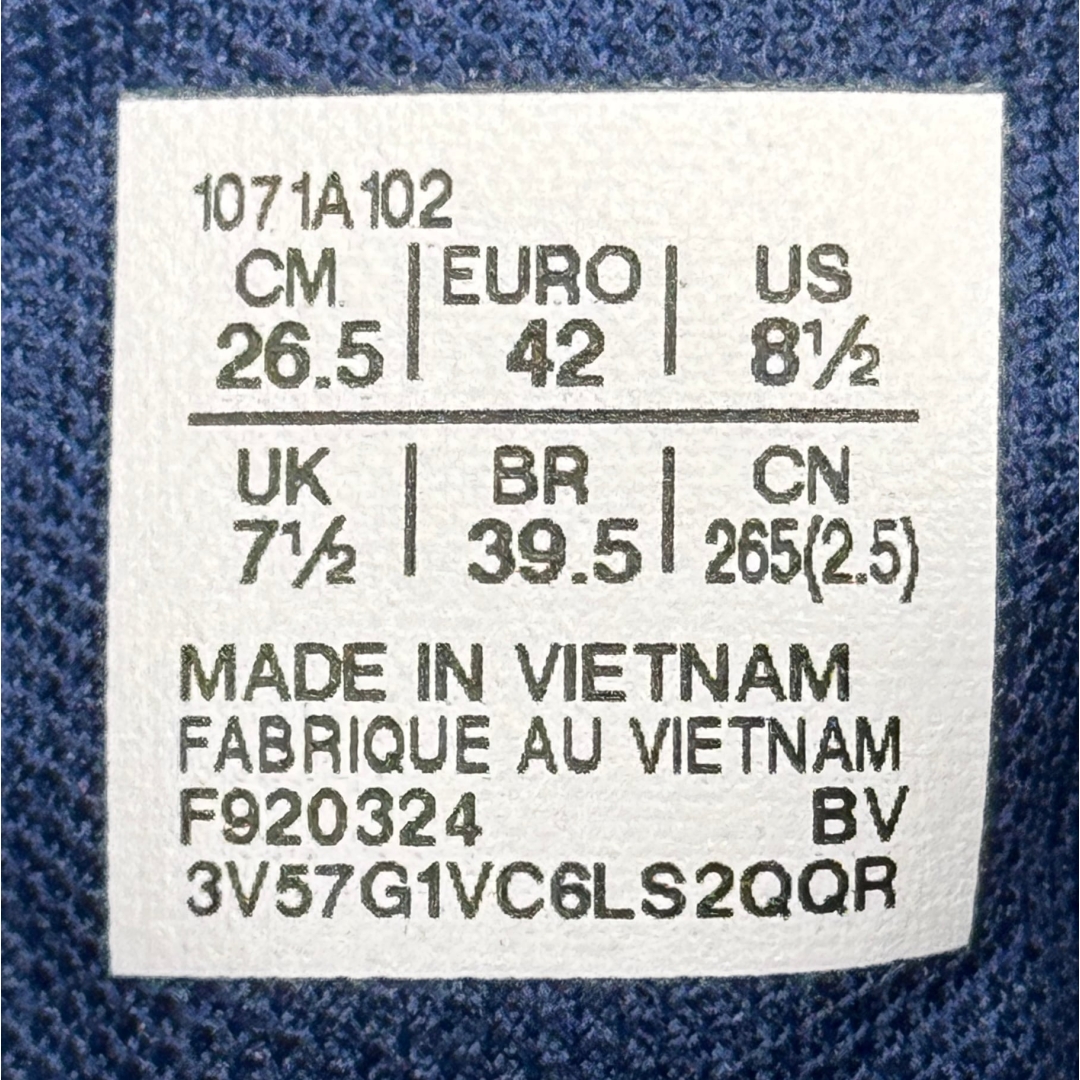 1071A102
CM | EURO | US
26.5 | 42 | 8½
UK | BR | CN
7½ | 39.5 | 265(2.5)
MADE IN VIETNAM
FABRIQUE AU VIETNAM
F920324 BV
3V57G1VC6LS2QQR